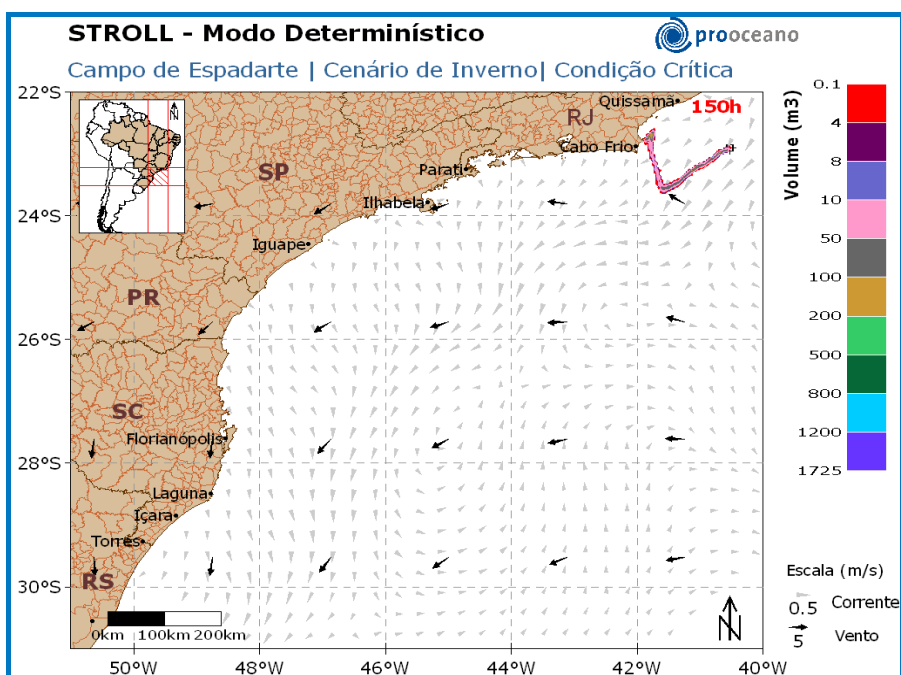 STROLL - Modo Determinístico
prooceano
Campo de Espadarte | Cenário de Inverno| Condição Crítica
22°S
24°S
26°S
28°S
30°S
N
Quissamã
150h
RJ
Cabo Frio
Parati
SP
Ilhabela
Iguape
PR
SC
Florianópolis
Laguna
Içara
Torres
RS
0km 100km 200km
N
50°W 48°W 46°W 44°W 42°W 40°W
Volume (m3)
0.1
4
8
10
50
100
200
500
800
1200
1725
Escala (m/s)
0.5 Corrente
5 Vento